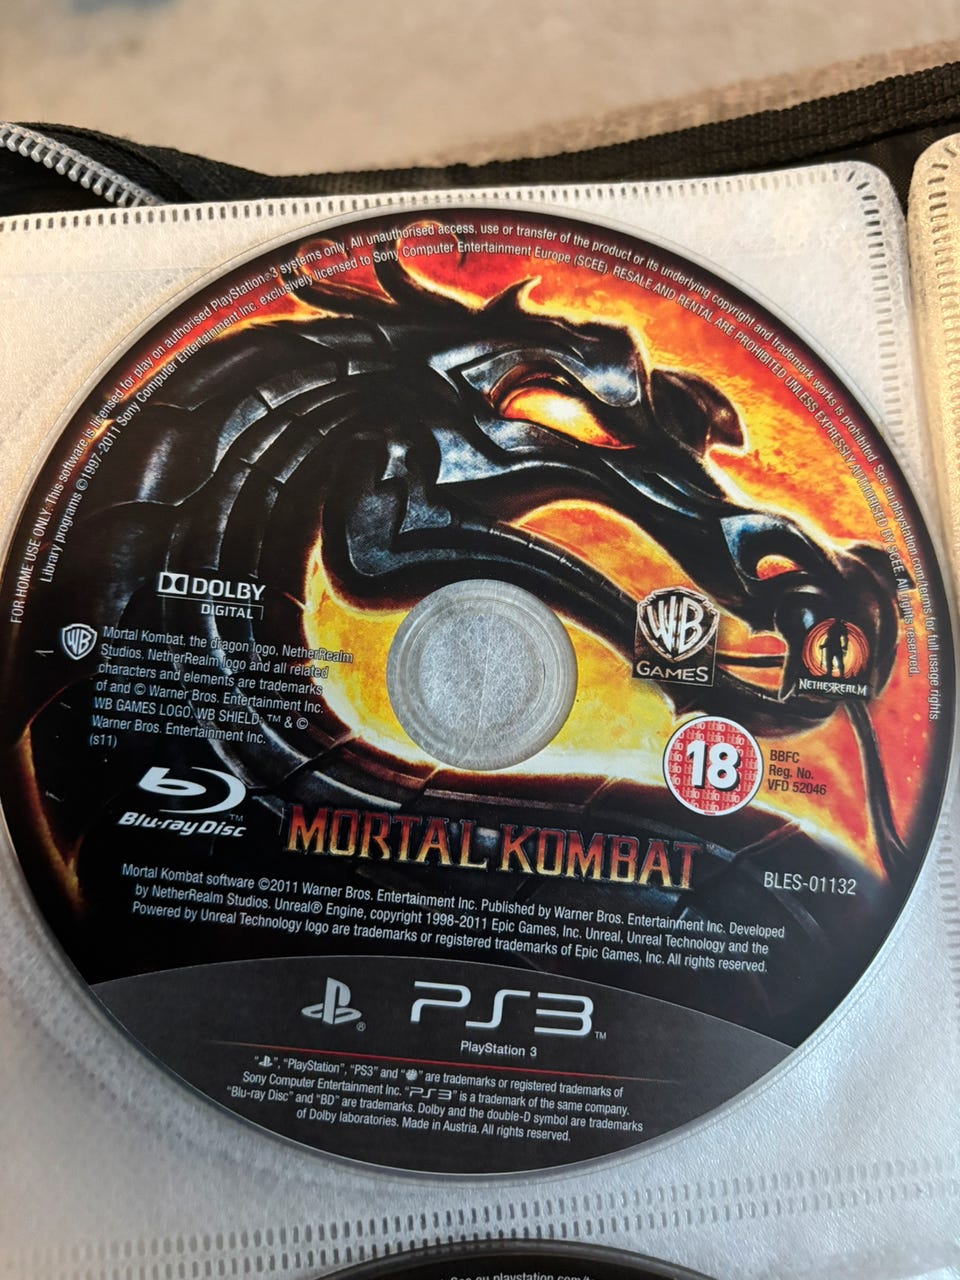 FOR HOME USE ONLY: This software is licensed for play on authorised PlayStation®3 systems only. All unauthorised access, use or transfer of the product or its underlying copyright and trademark works is prohibited. See eu.playstation.com/terms for full usage rights.
Library programs ©1997-2011 Sony Computer Entertainment Inc. exclusively licensed to Sony Computer Entertainment Europe (SCEE). RESALE AND RENTAL ARE PROHIBITED UNLESS EXPRESSLY AUTHORISED BY SCEE. All rights reserved.
DOLBY
DIGITAL
WB
Mortal Kombat, the dragon logo, NetherRealm
Studios. NetherRealm logo and all related
characters and elements are trademarks
of and © Warner Bros. Entertainment Inc.
WB GAMES LOGO, WB SHIELD: ™ & ©
Warner Bros. Entertainment Inc.
(s11)
WB
GAMES
NETHERREALM
18
BBFC
Reg. No.
VFD 52046
Blu-ray Disc™
MORTAL KOMBAT
BLES-01132
Mortal Kombat software ©2011 Warner Bros. Entertainment Inc. Published by Warner Bros. Entertainment Inc. Developed
by NetherRealm Studios. Unreal® Engine, copyright 1998-2011 Epic Games, Inc. Unreal, Unreal Technology and the
Powered by Unreal Technology logo are trademarks or registered trademarks of Epic Games, Inc. All rights reserved.
PS3™
PlayStation 3
"PS", "PlayStation", "PS3" and " " are trademarks or registered trademarks of
Sony Computer Entertainment Inc. "PS3" is a trademark of the same company.
"Blu-ray Disc" and "BD" are trademarks. Dolby and the double-D symbol are trademarks
of Dolby laboratories. Made in Austria. All rights reserved.
See eu.playstation.com/